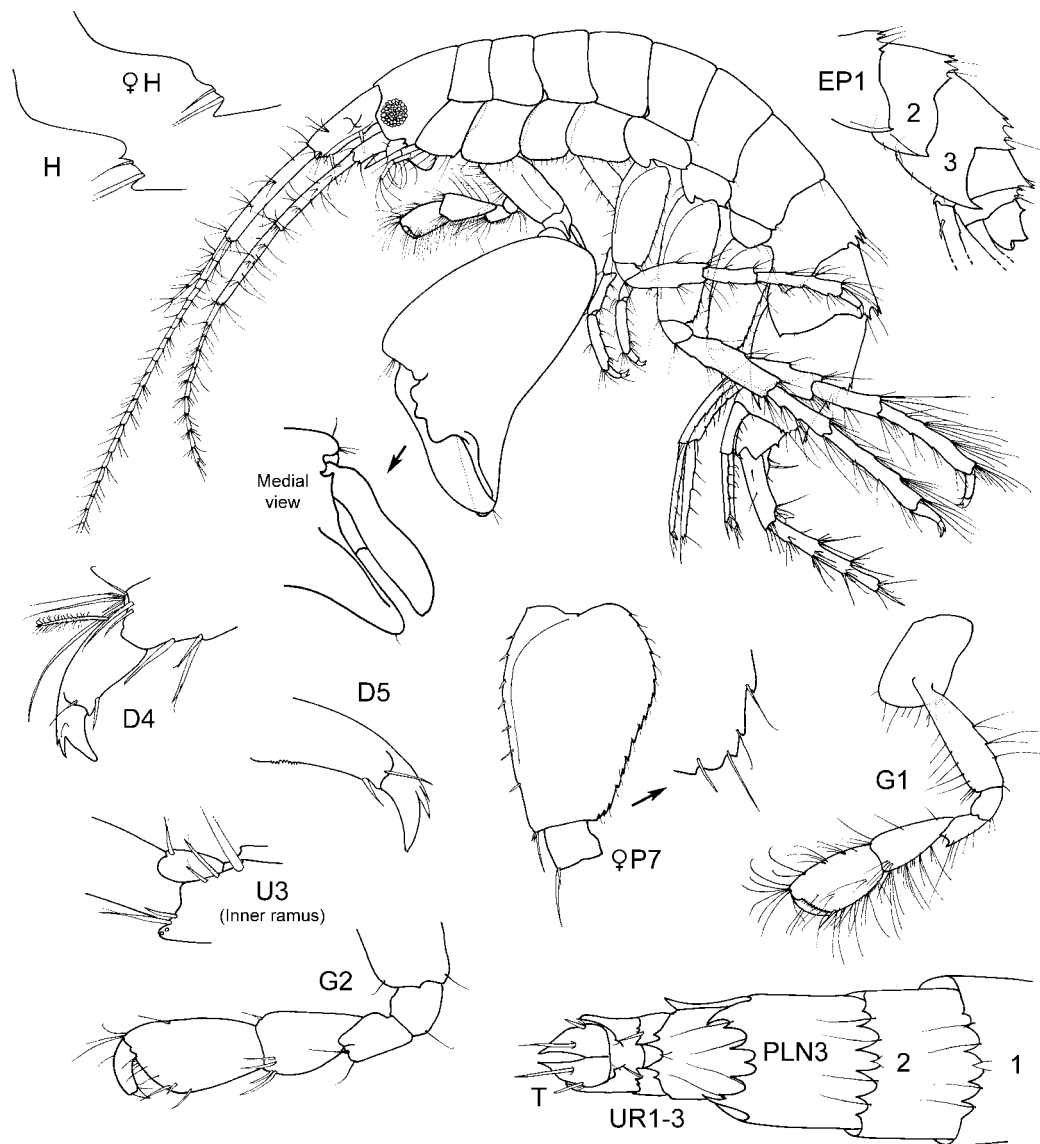 ♀H
H
EP1
2
3
Medial
view
D4
D5
G1
♀P7
U3
(Inner ramus)
G2
PLN3
2
1
T
UR1-3